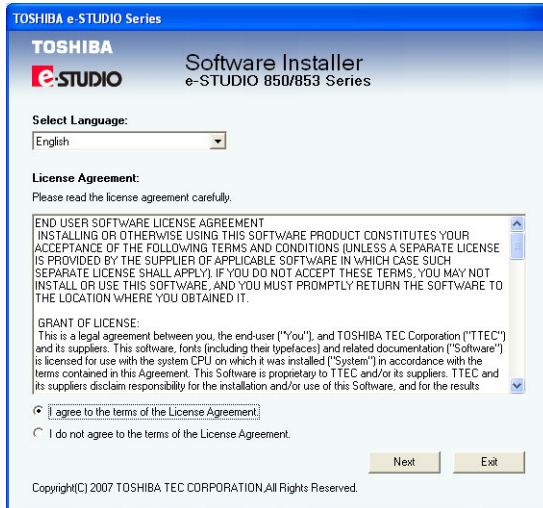 TOSHIBA e-STUDIO Series
TOSHIBA
e-STUDIO
Software Installer
e-STUDIO 850/853 Series
Select Language:
English
License Agreement:
Please read the license agreement carefully.
END USER SOFTWARE LICENSE AGREEMENT
INSTALLING OR OTHERWISE USING THIS SOFTWARE PRODUCT CONSTITUTES YOUR
ACCEPTANCE OF THE FOLLOWING TERMS AND CONDITIONS (UNLESS A SEPARATE LICENSE
IS PROVIDED BY THE SUPPLIER OF APPLICABLE SOFTWARE IN WHICH CASE SUCH
SEPARATE LICENSE SHALL APPLY). IF YOU DO NOT ACCEPT THESE TERMS, YOU MAY NOT
INSTALL OR USE THIS SOFTWARE, AND YOU MUST PROMPTLY RETURN THE SOFTWARE TO
THE LOCATION WHERE YOU OBTAINED IT.
GRANT OF LICENSE:
This is a legal agreement between you, the end-user ("You"), and TOSHIBA TEC Corporation ("TTEC")
and its suppliers. This software, fonts (including their typefaces) and related documentation ("Software")
is licensed for use with the system CPU on which it was installed ("System") in accordance with the
terms contained in this Agreement. This Software is proprietary to TTEC and/or its suppliers. TTEC and
its suppliers disclaim responsibility for the installation and/or use of this Software, and for the results
I agree to the terms of the License Agreement.
I do not agree to the terms of the License Agreement.
Next
Exit
Copyright(C) 2007 TOSHIBA TEC CORPORATION,All Rights Reserved.